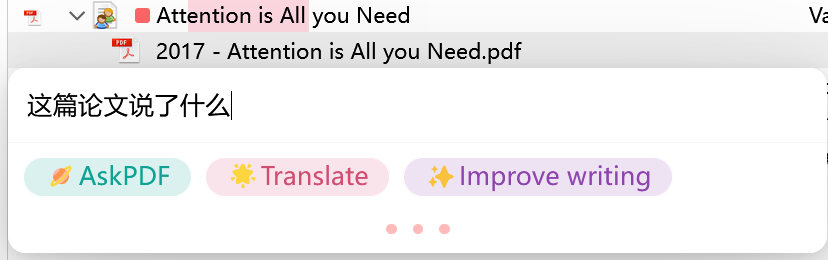 Attention is All you Need
Va
PDF
2017 - Attention is All you Need.pdf
这篇论文说了什么
AskPDF
Translate
Improve writing